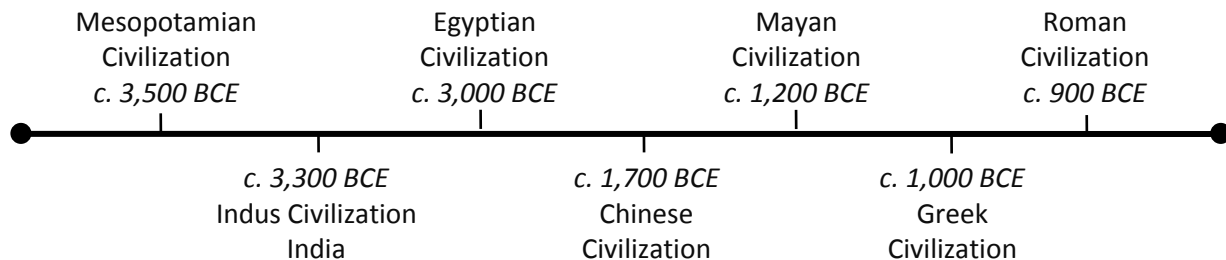 Mesopotamian
Civilization
c. 3,500 BCE
c. 3,300 BCE
Indus Civilization
India
Egyptian
Civilization
c. 3,000 BCE
c. 1,700 BCE
Chinese
Civilization
Mayan
Civilization
c. 1,200 BCE
c. 1,000 BCE
Greek
Civilization
Roman
Civilization
c. 900 BCE